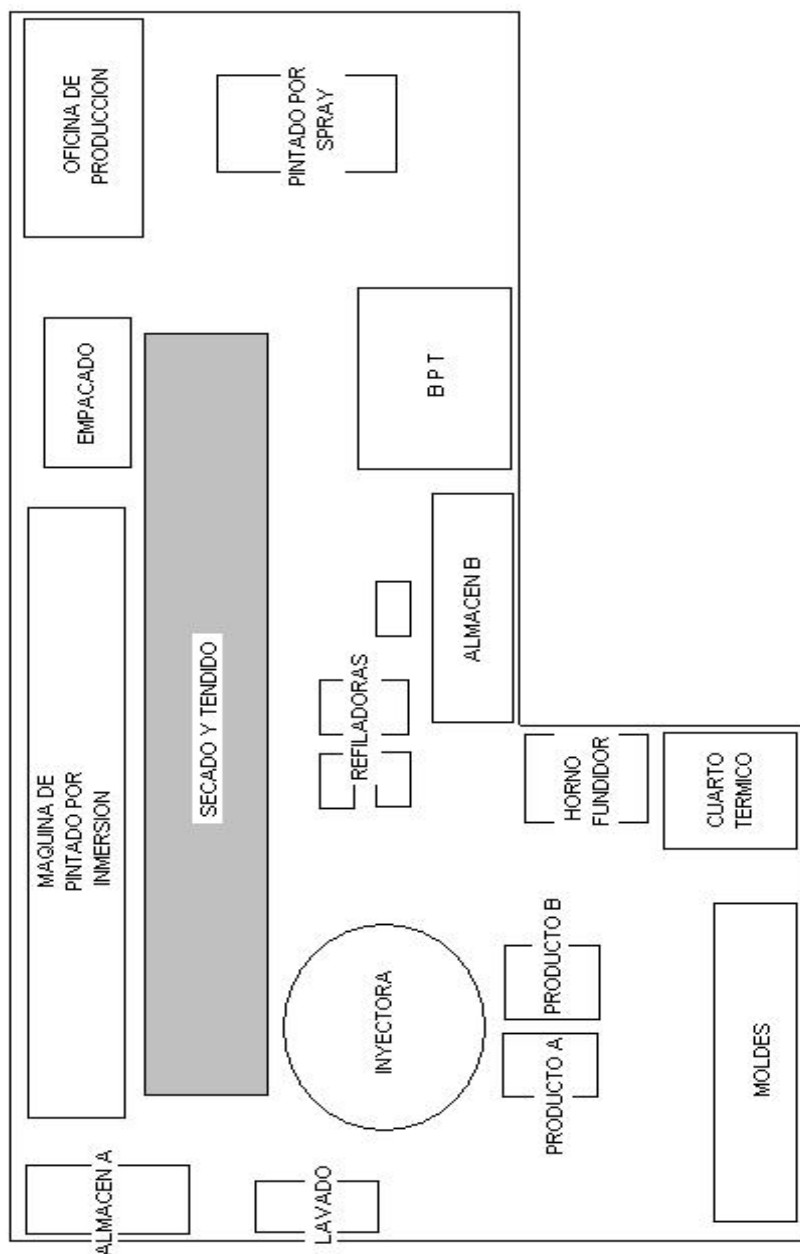 ALMACEN A
MAQUINA DE
PINTADO POR
INMERSION
EMPACADO
OFICINA DE
PRODUCCION
SECADO Y TENDIDO
PINTADO POR
SPRAY
LAVADO
INYECTORA
REFILADORAS
B P T
ALMACEN B
PRODUCTO A
PRODUCTO B
HORNO
FUNDIDOR
MOLDES
CUARTO
TERMICO